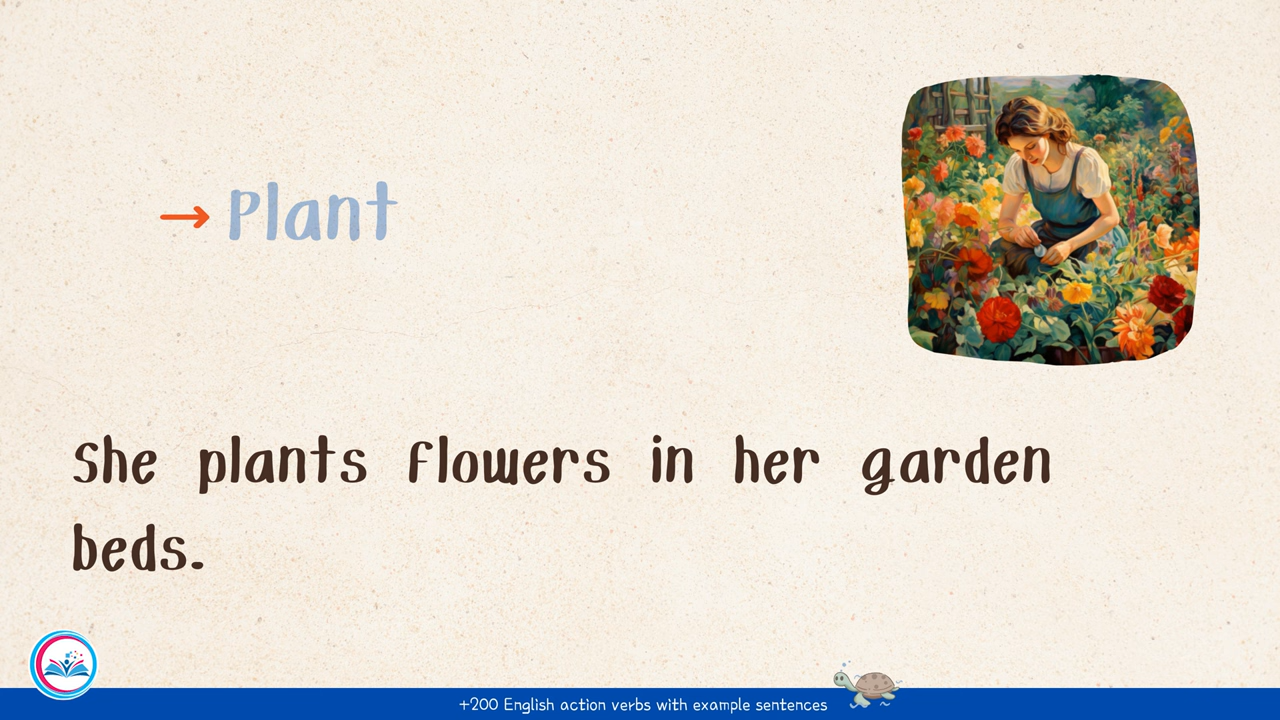 Plant
She plants flowers in her garden
beds.
+200 English action verbs with example sentences